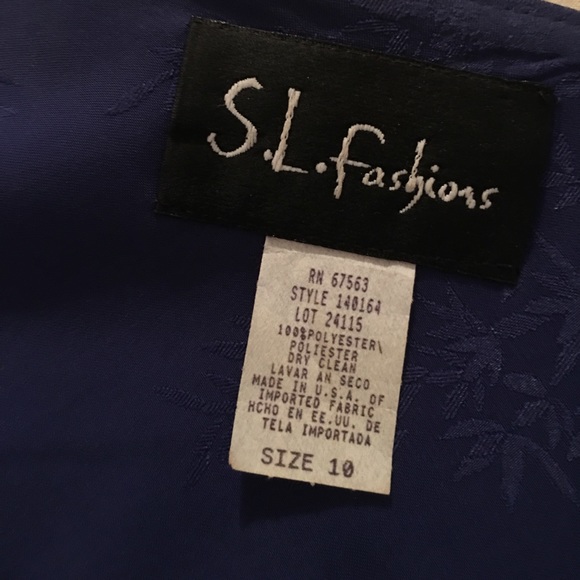 S.L. fashions
RN 67563
STYLE 140164
LOT 24115
100%POLYESTER\
POLIESTER
DRY CLEAN
LAVAR AN SECO
MADE IN U.S.A. OF
IMPORTED FABRIC
HCHO EN EE.UU. DE
TELA IMPORTADA
SIZE 10